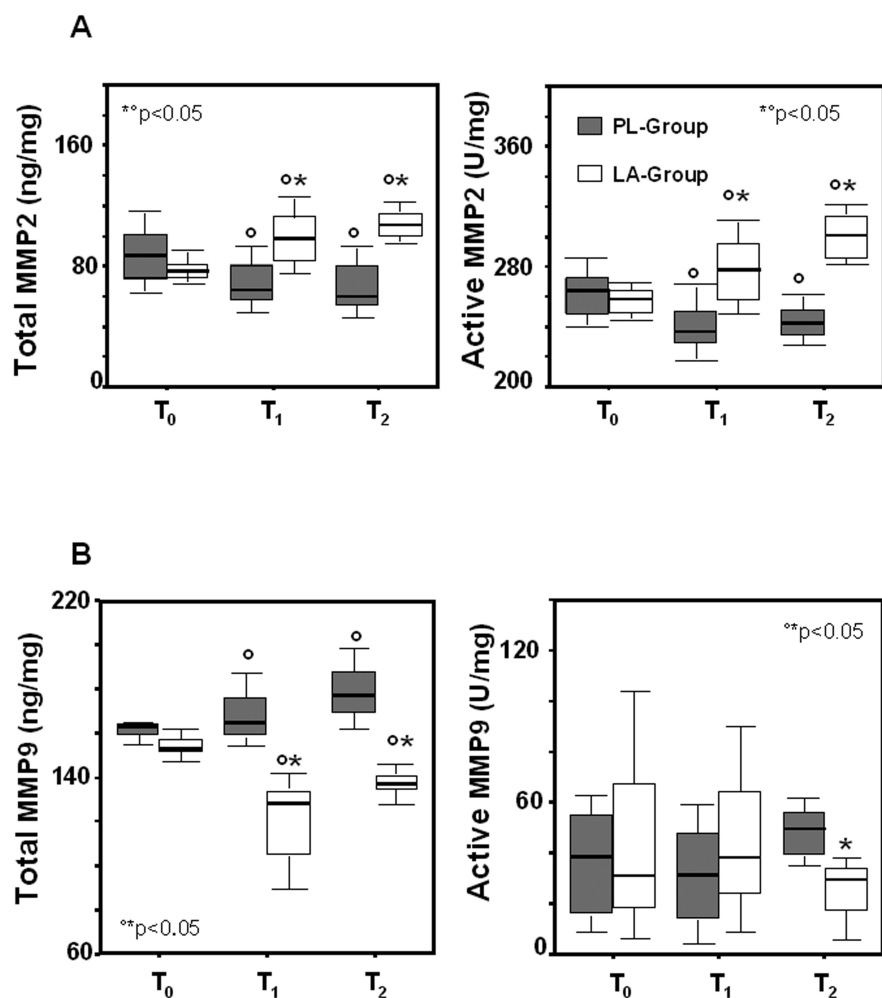 A
Total MMP2 (ng/mg)
160
80
0
*°p<0.05
° °* ° °*
T₀ T₁ T₂
Active MMP2 (U/mg)
360
280
200
*°p<0.05
PL-Group
LA-Group
° °* ° °*
T₀ T₁ T₂
B
Total MMP9 (ng/mg)
220
140
60
° °* ° °*
°*p<0.05
T₀ T₁ T₂
Active MMP9 (U/mg)
120
60
0
°*p<0.05
*
T₀ T₁ T₂